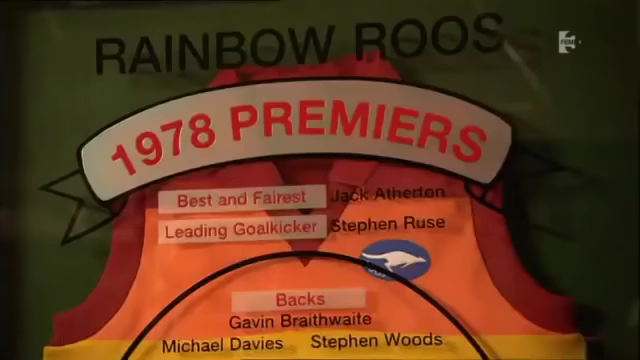 RAINBOW ROOS
1978 PREMIERS
Best and Fairest Jack Atherton
Leading Goalkicker Stephen Ruse
Backs
Gavin Braithwaite
Michael Davies Stephen Woods